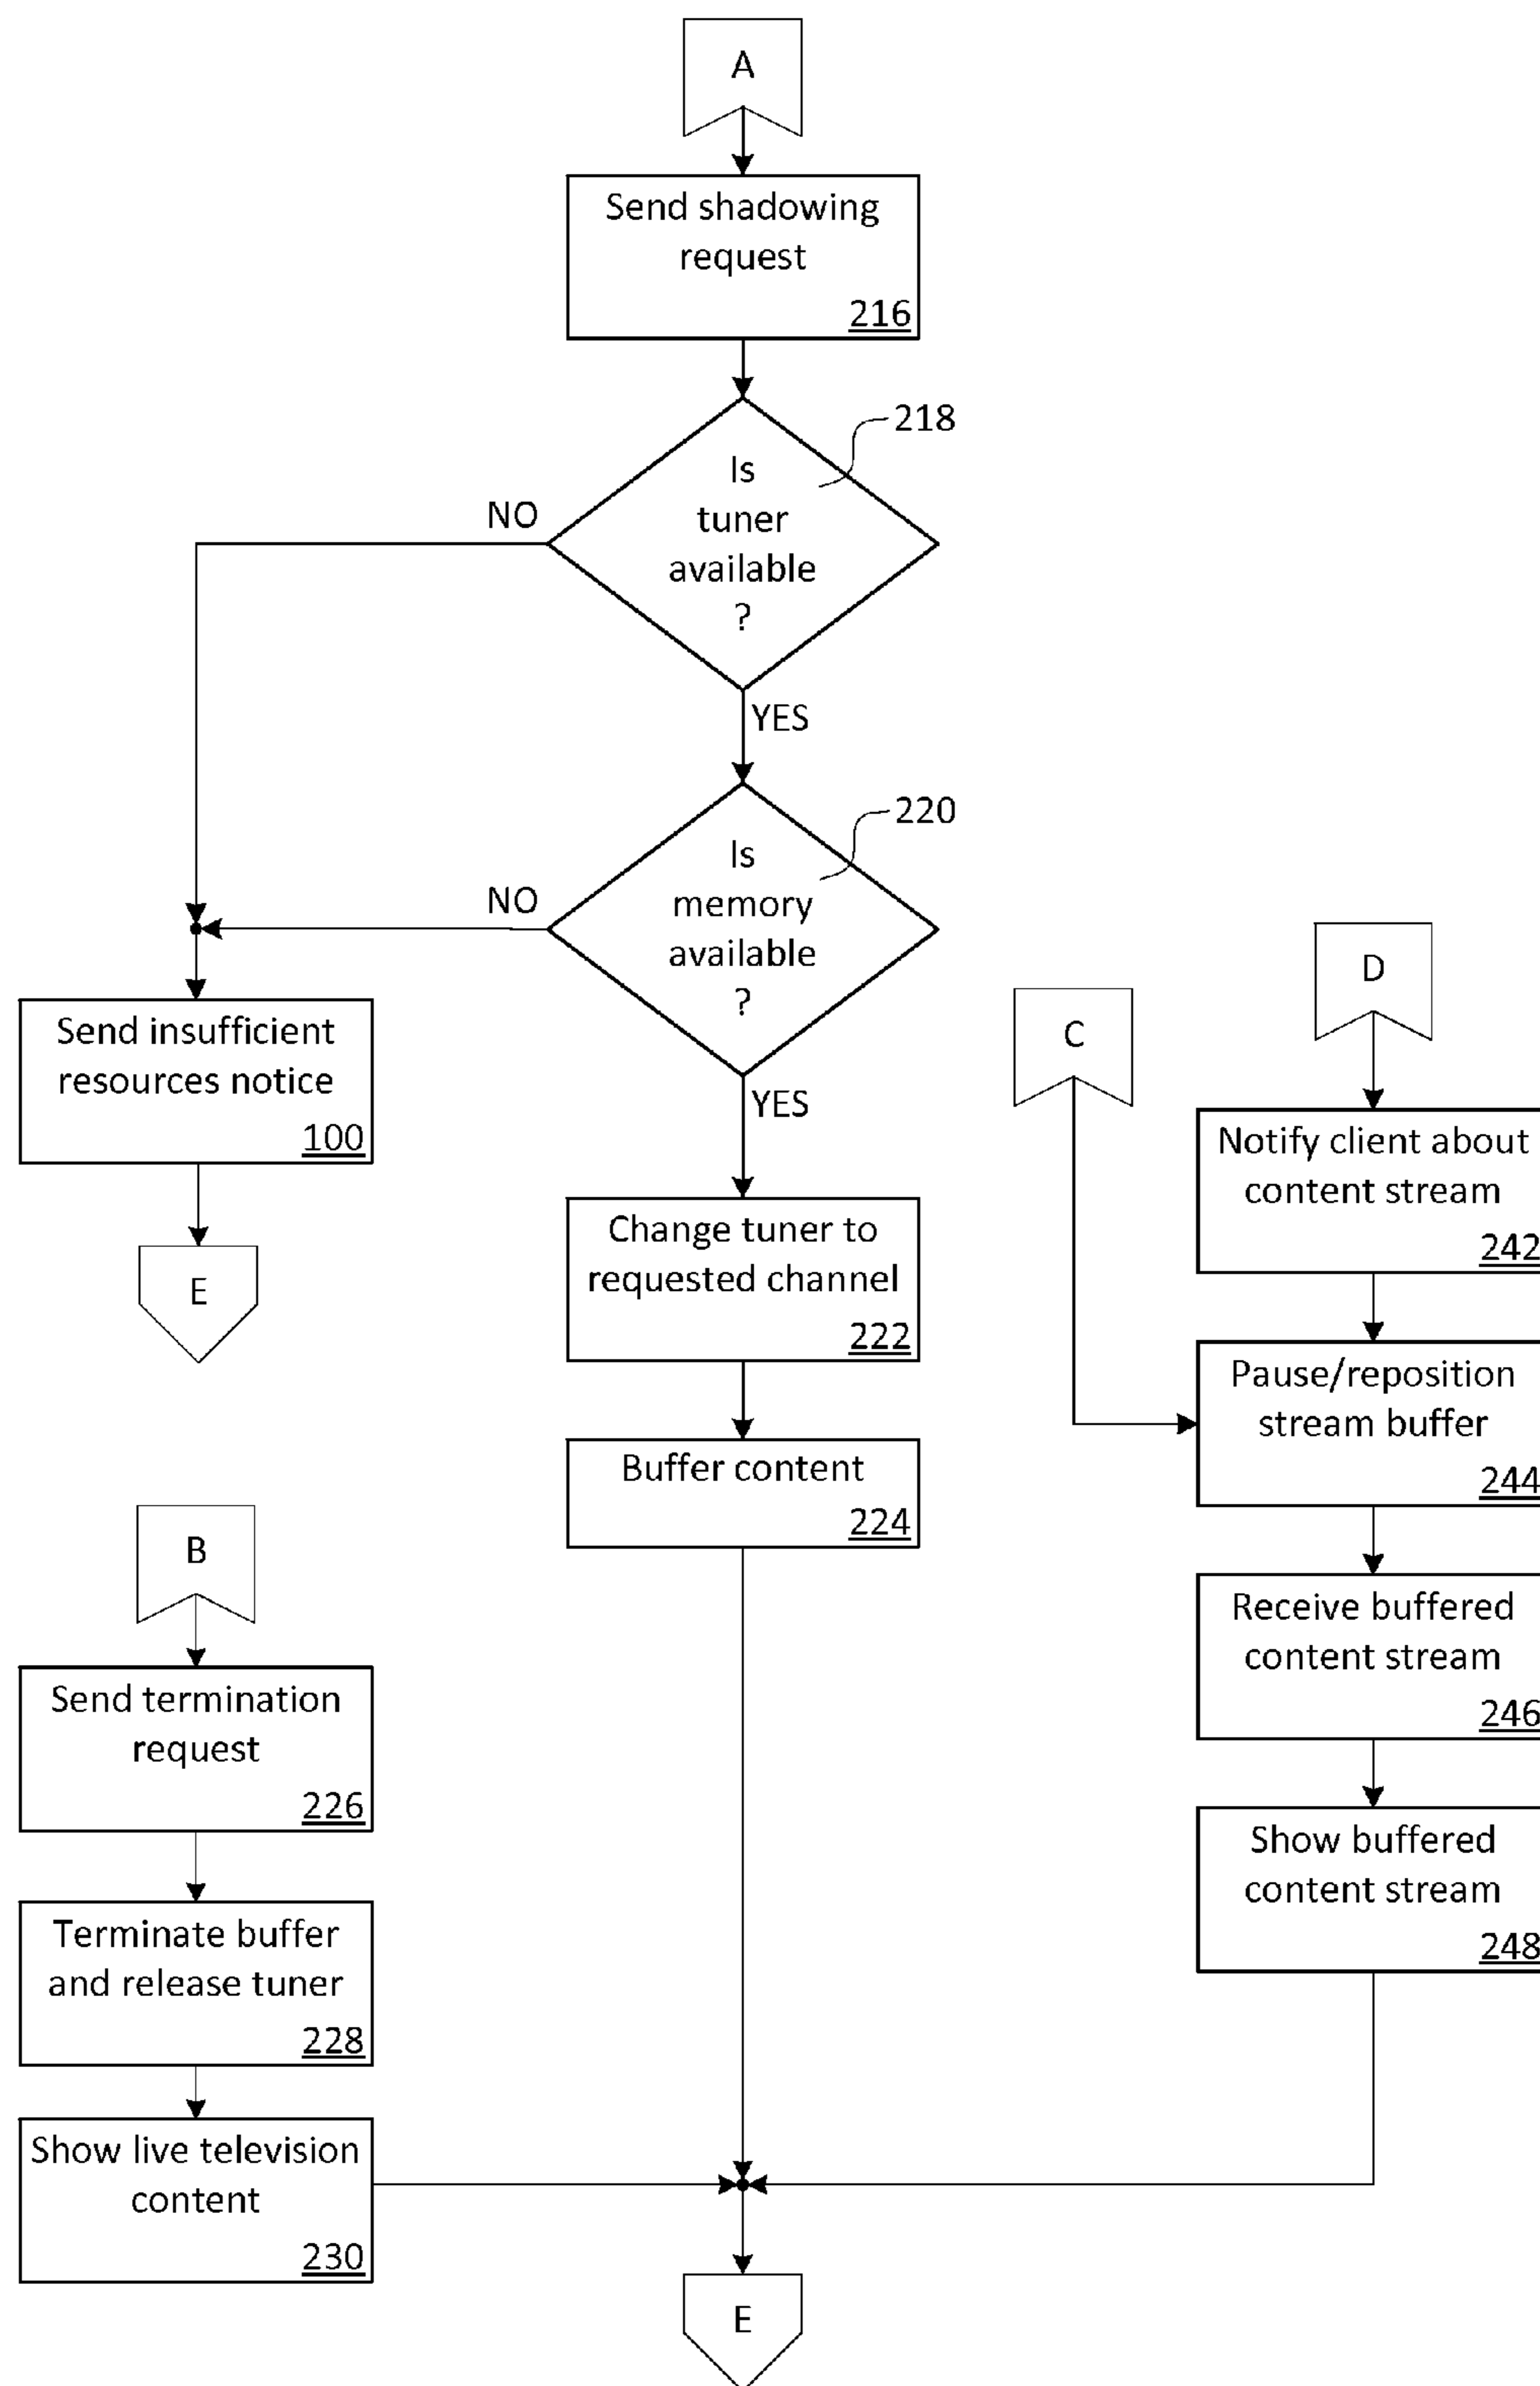 A
Send shadowing
request
216
218
Is
tuner
available
?
NO
YES
220
Is
memory
available
?
NO
YES
Send insufficient
resources notice
100
E
Change tuner to
requested channel
222
Buffer content
224
B
Send termination
request
226
Terminate buffer
and release tuner
228
Show live television
content
230
C
D
Notify client about
content stream
242
Pause/reposition
stream buffer
244
Receive buffered
content stream
246
Show buffered
content stream
248
E